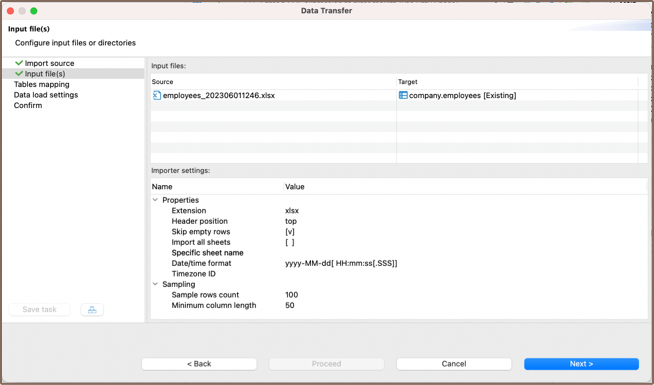 Data Transfer
Input file(s)
Configure input files or directories
Import source
Input file(s)
Tables mapping
Data load settings
Confirm
Input files:
Source Target
employees_202306011246.xlsx company.employees [Existing]
Importer settings:
Name Value
Properties
Extension xlsx
Header position top
Skip empty rows [v]
Import all sheets [ ]
Specific sheet name
Date/time format yyyy-MM-dd[ HH:mm:ss[.SSS]]
Timezone ID
Sampling
Sample rows count 100
Minimum column length 50
Save task
< Back Proceed Cancel Next >